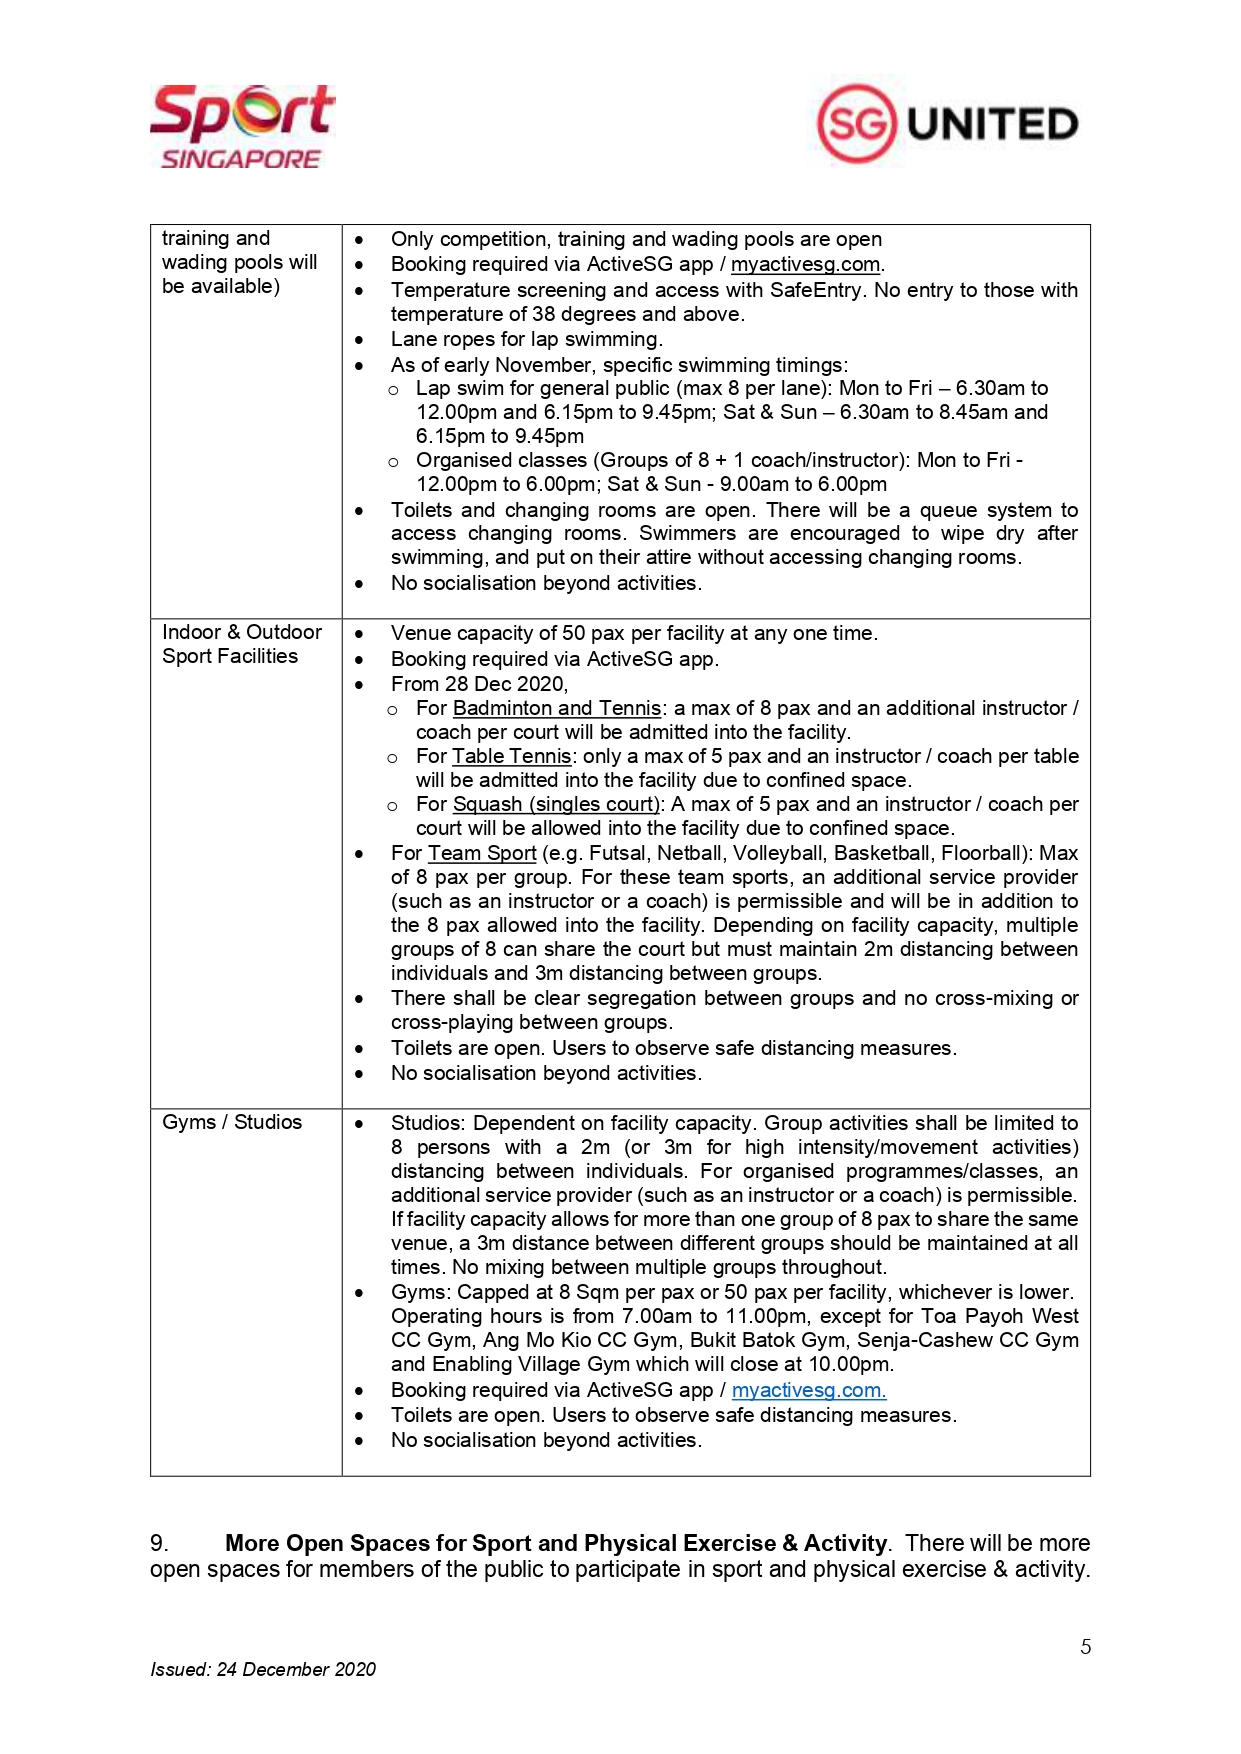 Sport
SINGAPORE
SG UNITED
training and
wading pools will
be available)
• Only competition, training and wading pools are open
• Booking required via ActiveSG app / myactivesg.com.
• Temperature screening and access with SafeEntry. No entry to those with
temperature of 38 degrees and above.
• Lane ropes for lap swimming.
• As of early November, specific swimming timings:
o Lap swim for general public (max 8 per lane): Mon to Fri – 6.30am to
12.00pm and 6.15pm to 9.45pm; Sat & Sun – 6.30am to 8.45am and
6.15pm to 9.45pm
o Organised classes (Groups of 8 + 1 coach/instructor): Mon to Fri -
12.00pm to 6.00pm; Sat & Sun - 9.00am to 6.00pm
• Toilets and changing rooms are open. There will be a queue system to
access changing rooms. Swimmers are encouraged to wipe dry after
swimming, and put on their attire without accessing changing rooms.
• No socialisation beyond activities.
Indoor & Outdoor
Sport Facilities
• Venue capacity of 50 pax per facility at any one time.
• Booking required via ActiveSG app.
• From 28 Dec 2020,
o For Badminton and Tennis: a max of 8 pax and an additional instructor /
coach per court will be admitted into the facility.
o For Table Tennis: only a max of 5 pax and an instructor / coach per table
will be admitted into the facility due to confined space.
o For Squash (singles court): A max of 5 pax and an instructor / coach per
court will be allowed into the facility due to confined space.
• For Team Sport (e.g. Futsal, Netball, Volleyball, Basketball, Floorball): Max
of 8 pax per group. For these team sports, an additional service provider
(such as an instructor or a coach) is permissible and will be in addition to
the 8 pax allowed into the facility. Depending on facility capacity, multiple
groups of 8 can share the court but must maintain 2m distancing between
individuals and 3m distancing between groups.
• There shall be clear segregation between groups and no cross-mixing or
cross-playing between groups.
• Toilets are open. Users to observe safe distancing measures.
• No socialisation beyond activities.
Gyms / Studios
• Studios: Dependent on facility capacity. Group activities shall be limited to
8 persons with a 2m (or 3m for high intensity/movement activities)
distancing between individuals. For organised programmes/classes, an
additional service provider (such as an instructor or a coach) is permissible.
If facility capacity allows for more than one group of 8 pax to share the same
venue, a 3m distance between different groups should be maintained at all
times. No mixing between multiple groups throughout.
• Gyms: Capped at 8 Sqm per pax or 50 pax per facility, whichever is lower.
Operating hours is from 7.00am to 11.00pm, except for Toa Payoh West
CC Gym, Ang Mo Kio CC Gym, Bukit Batok Gym, Senja-Cashew CC Gym
and Enabling Village Gym which will close at 10.00pm.
• Booking required via ActiveSG app / myactivesg.com.
• Toilets are open. Users to observe safe distancing measures.
• No socialisation beyond activities.
9. More Open Spaces for Sport and Physical Exercise & Activity. There will be more
open spaces for members of the public to participate in sport and physical exercise & activity.
5
Issued: 24 December 2020